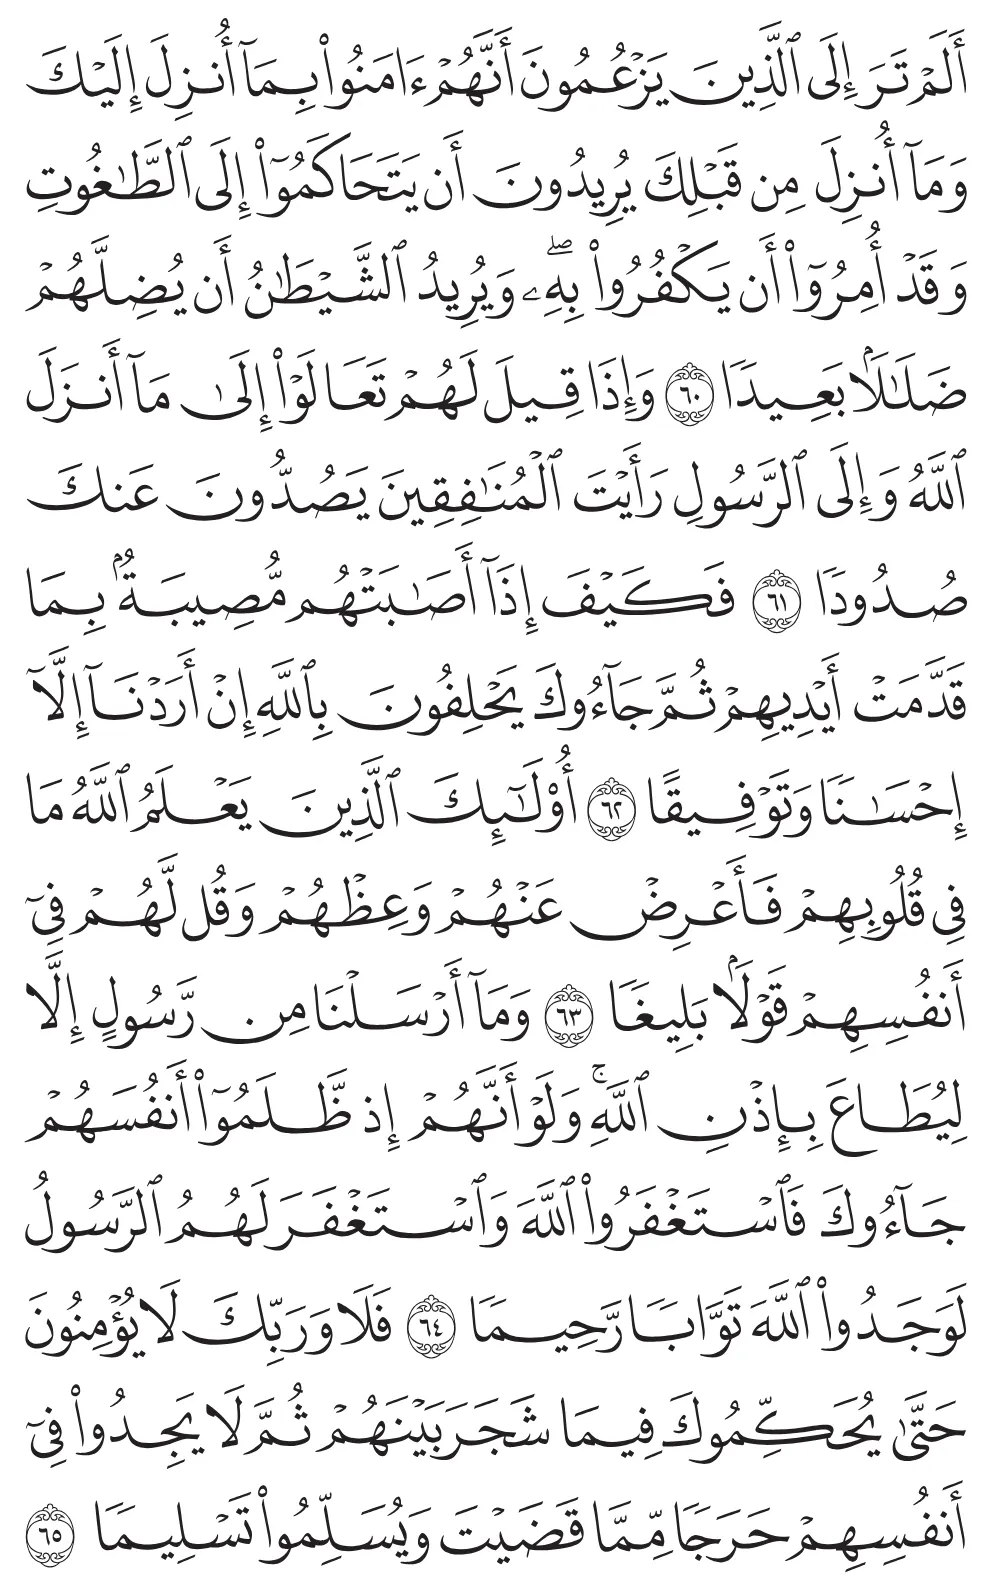 أَلَمۡ تَرَ إِلَى ٱلَّذِينَ يَزۡعُمُونَ أَنَّهُمۡ ءَامَنُواْ بِمَآ أُنزِلَ إِلَيۡكَ
وَمَآ أُنزِلَ مِن قَبۡلِكَ يُرِيدُونَ أَن يَتَحَاكَمُوٓاْ إِلَى ٱلطَّٰغُوتِ
وَقَدۡ أُمِرُوٓاْ أَن يَكۡفُرُواْ بِهِۦۖ وَيُرِيدُ ٱلشَّيۡطَٰنُ أَن يُضِلَّهُمۡ
ضَلَٰلَۢا بَعِيدٗا ٦٠ وَإِذَا قِيلَ لَهُمۡ تَعَالَوۡاْ إِلَىٰ مَآ أَنزَلَ
ٱللَّهُ وَإِلَى ٱلرَّسُولِ رَأَيۡتَ ٱلۡمُنَٰفِقِينَ يَصُدُّونَ عَنكَ
صُدُودٗا ٦١ فَكَيۡفَ إِذَآ أَصَٰبَتۡهُم مُّصِيبَةُۢ بِمَا
قَدَّمَتۡ أَيۡدِيهِمۡ ثُمَّ جَآءُوكَ يَحۡلِفُونَ بِٱللَّهِ إِنۡ أَرَدۡنَآ إِلَّآ
إِحۡسَٰنٗا وَتَوۡفِيقًا ٦٢ أُوْلَٰٓئِكَ ٱلَّذِينَ يَعۡلَمُ ٱللَّهُ مَا
فِي قُلُوبِهِمۡ فَأَعۡرِضۡ عَنۡهُمۡ وَعِظۡهُمۡ وَقُل لَّهُمۡ فِيٓ
أَنفُسِهِمۡ قَوۡلَۢا بَلِيغٗا ٦٣ وَمَآ أَرۡسَلۡنَا مِن رَّسُولٍ إِلَّا
لِيُطَاعَ بِإِذۡنِ ٱللَّهِۚ وَلَوۡ أَنَّهُمۡ إِذ ظَّلَمُوٓاْ أَنفُسَهُمۡ
جَآءُوكَ فَٱسۡتَغۡفَرُواْ ٱللَّهَ وَٱسۡتَغۡفَرَ لَهُمُ ٱلرَّسُولُ
لَوَجَدُواْ ٱللَّهَ تَوَّابٗا رَّحِيمٗا ٦٤ فَلَا وَرَبِّكَ لَا يُؤۡمِنُونَ
حَتَّىٰ يُحَكِّمُوكَ فِيمَا شَجَرَ بَيۡنَهُمۡ ثُمَّ لَا يَجِدُواْ فِيٓ
أَنفُسِهِمۡ حَرَجٗا مِّمَّا قَضَيۡتَ وَيُسَلِّمُواْ تَسۡلِيمٗا ٦٥